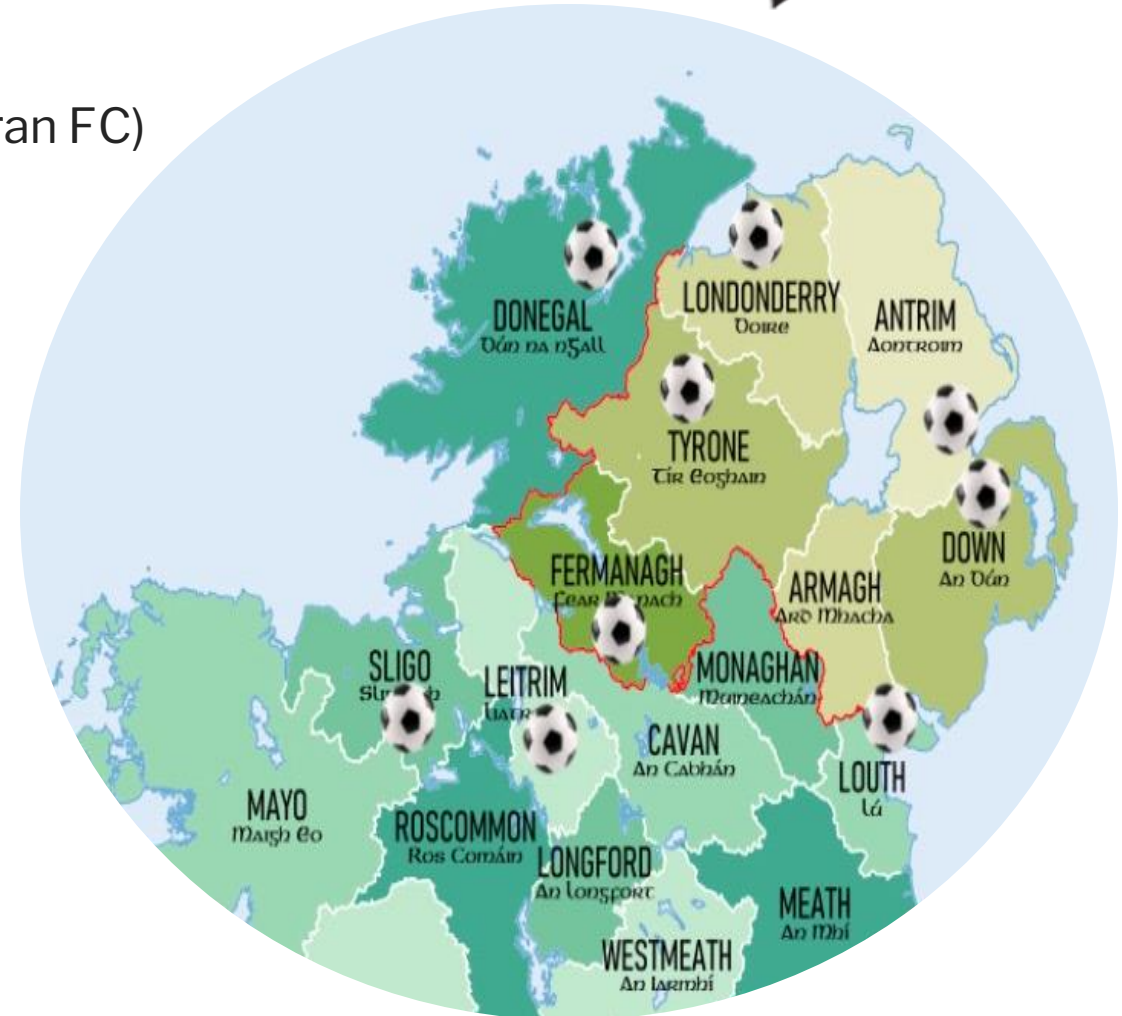 ran FC)
DONEGAL
Dún na nGall
LONDONDERRY
Doire
ANTRIM
Aontroim
TYRONE
Tír Eoghain
FERMANAGH
Fear
DOWN
An Dún
ARMAGH
Ard Mhacha
SLIGO
LEITRIM
MONAGHAN
Muineachán
CAVAN
An Cabhán
LOUTH
Lú
MAYO
Maigh Eo
ROSCOMMON
Ros Comáin
LONGFORD
An Longfort
MEATH
An Mhí
WESTMEATH
An Iarmhí